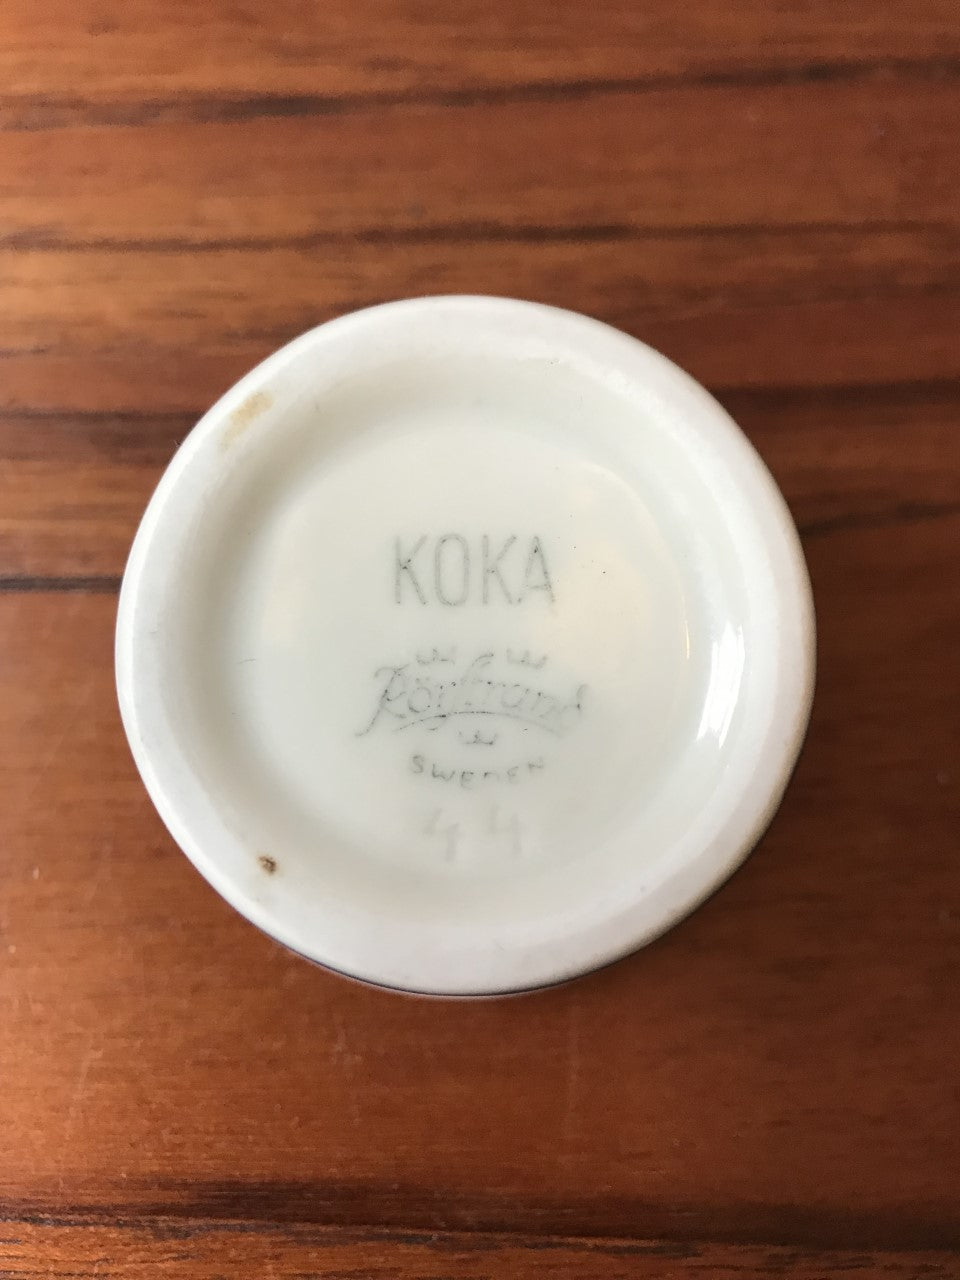 KOKA
Rörstrand
SWEDEN
44